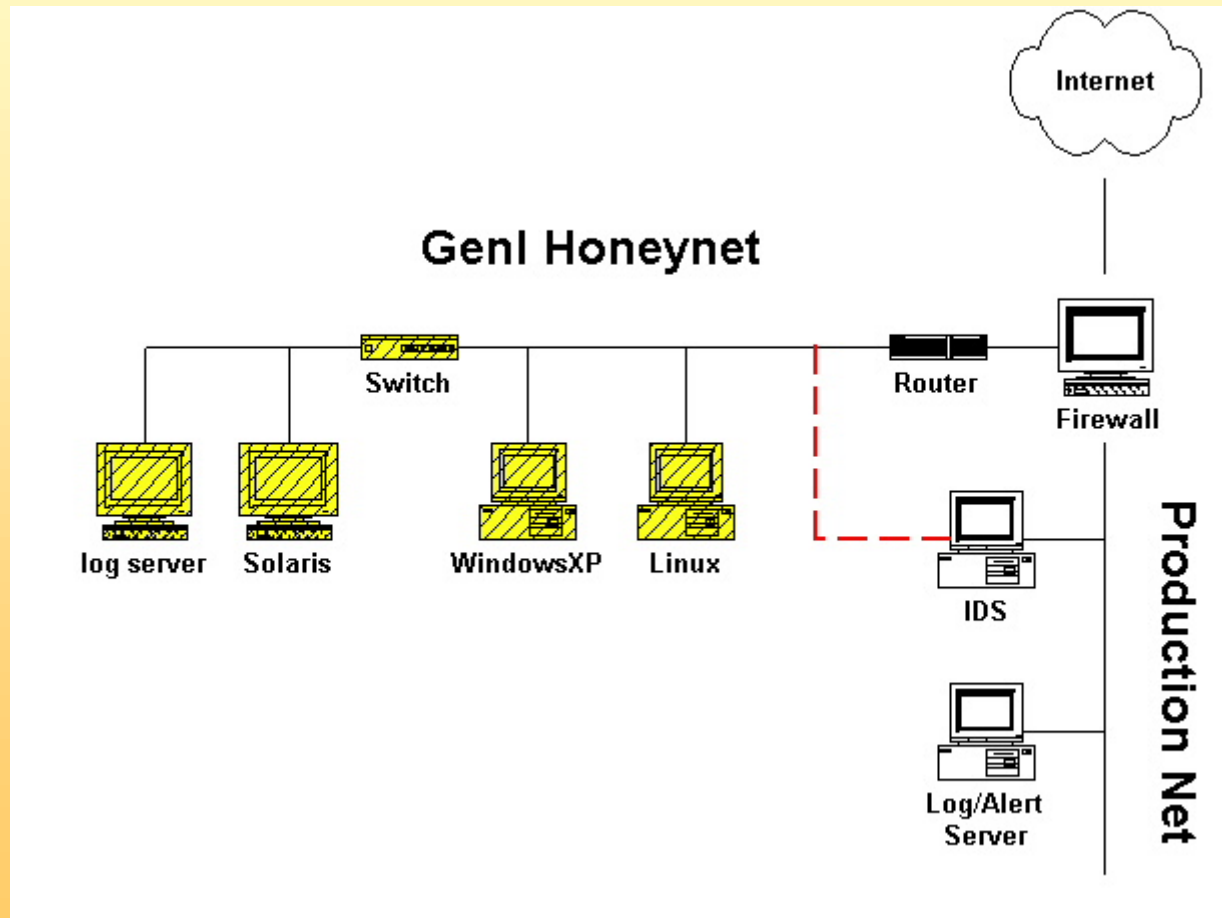 Internet
GenI Honeynet
Switch
Router
Firewall
log server
Solaris
WindowsXP
Linux
IDS
Log/Alert
Server
Production Net